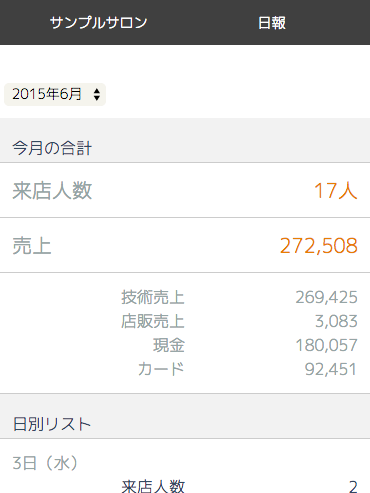 サンプルサロン 日報
2015年6月
今月の合計
来店人数 17人
売上 272,508
技術売上 269,425
店販売上 3,083
現金 180,057
カード 92,451
日別リスト
3日（水）
来店人数 2